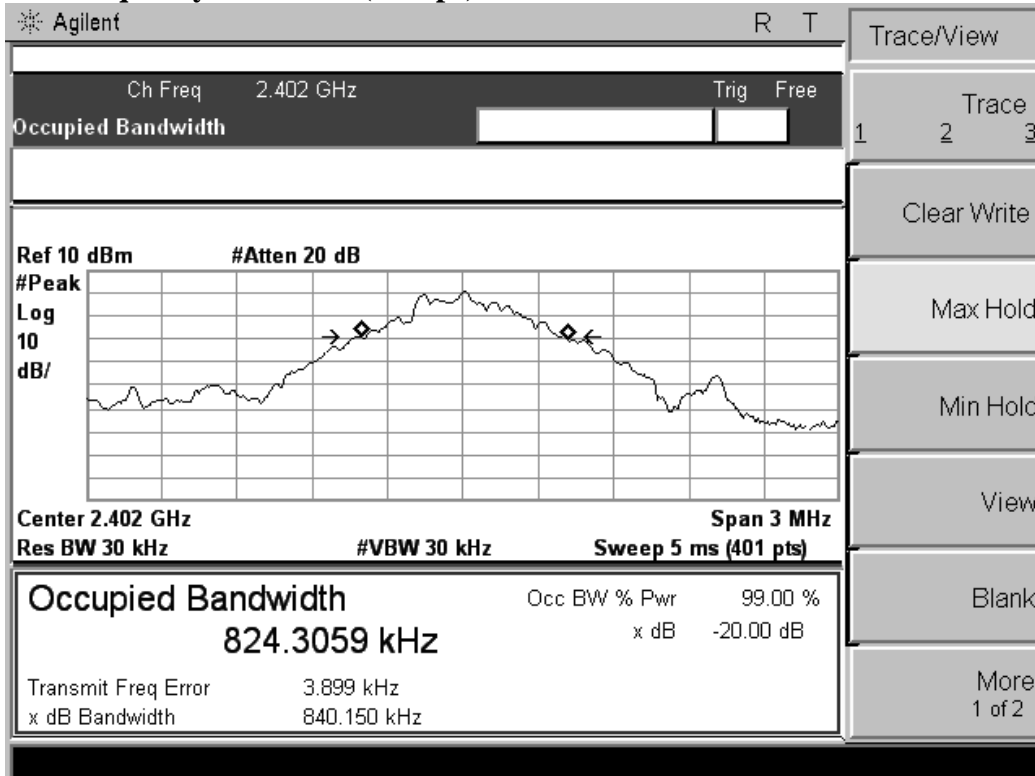 Agilent R T
Trace/View
Ch Freq 2.402 GHz Trig Free
Occupied Bandwidth
Trace
1 2 3
Clear Write
Max Hold
Min Hold
View
Blank
More
1 of 2
Ref 10 dBm #Atten 20 dB
#Peak
Log
10
dB/
Center 2.402 GHz Span 3 MHz
Res BW 30 kHz #VBW 30 kHz Sweep 5 ms (401 pts)
Occupied Bandwidth
824.3059 kHz
Occ BW % Pwr 99.00 %
x dB -20.00 dB
Transmit Freq Error 3.899 kHz
x dB Bandwidth 840.150 kHz